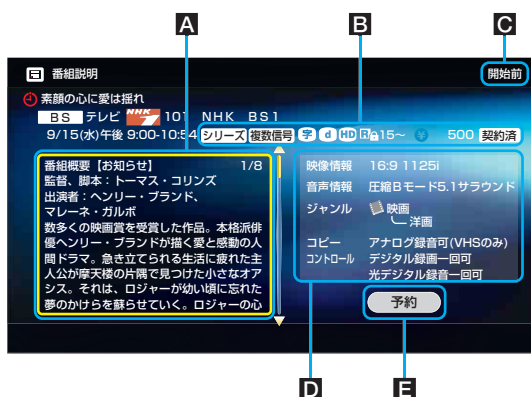 A
B
C
番組説明
開始前
素顔の心に愛は揺れ
BS テレビ NHK 101 NHK BS1
9/15(水)午後 9:00-10:54 シリーズ 複数信号 字 d HD R 15～ ¥ 500 契約済
番組概要【お知らせ】 1/8
監督、脚本：トーマス・コリンズ
出演者：ヘンリー・ブランド、
マレーネ・ガルボ
数多くの映画賞を受賞した作品。本格派俳
優ヘンリー・ブランドが描く愛と感動の人
間ドラマ。急き立てられる生活に疲れた主
人公が摩天楼の片隅で見つけた小さなオア
シス。それは、ロジャーが幼い頃に忘れた
夢のかけらを蘇らせていく。ロジャーの心
映像情報 16:9 1125i
音声情報 圧縮Bモード5.1サラウンド
ジャンル 映画
洋画
コピー アナログ録音可(VHSのみ)
コントロール デジタル録画一回可
光デジタル録音一回可
予約
D
E